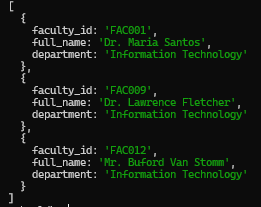 [
  {
    faculty_id: 'FAC001',
    full_name: 'Dr. Maria Santos',
    department: 'Information Technology'
  },
  {
    faculty_id: 'FAC009',
    full_name: 'Dr. Lawrence Fletcher',
    department: 'Information Technology'
  },
  {
    faculty_id: 'FAC012',
    full_name: 'Mr. Buford Van Stomm',
    department: 'Information Technology'
  }
]